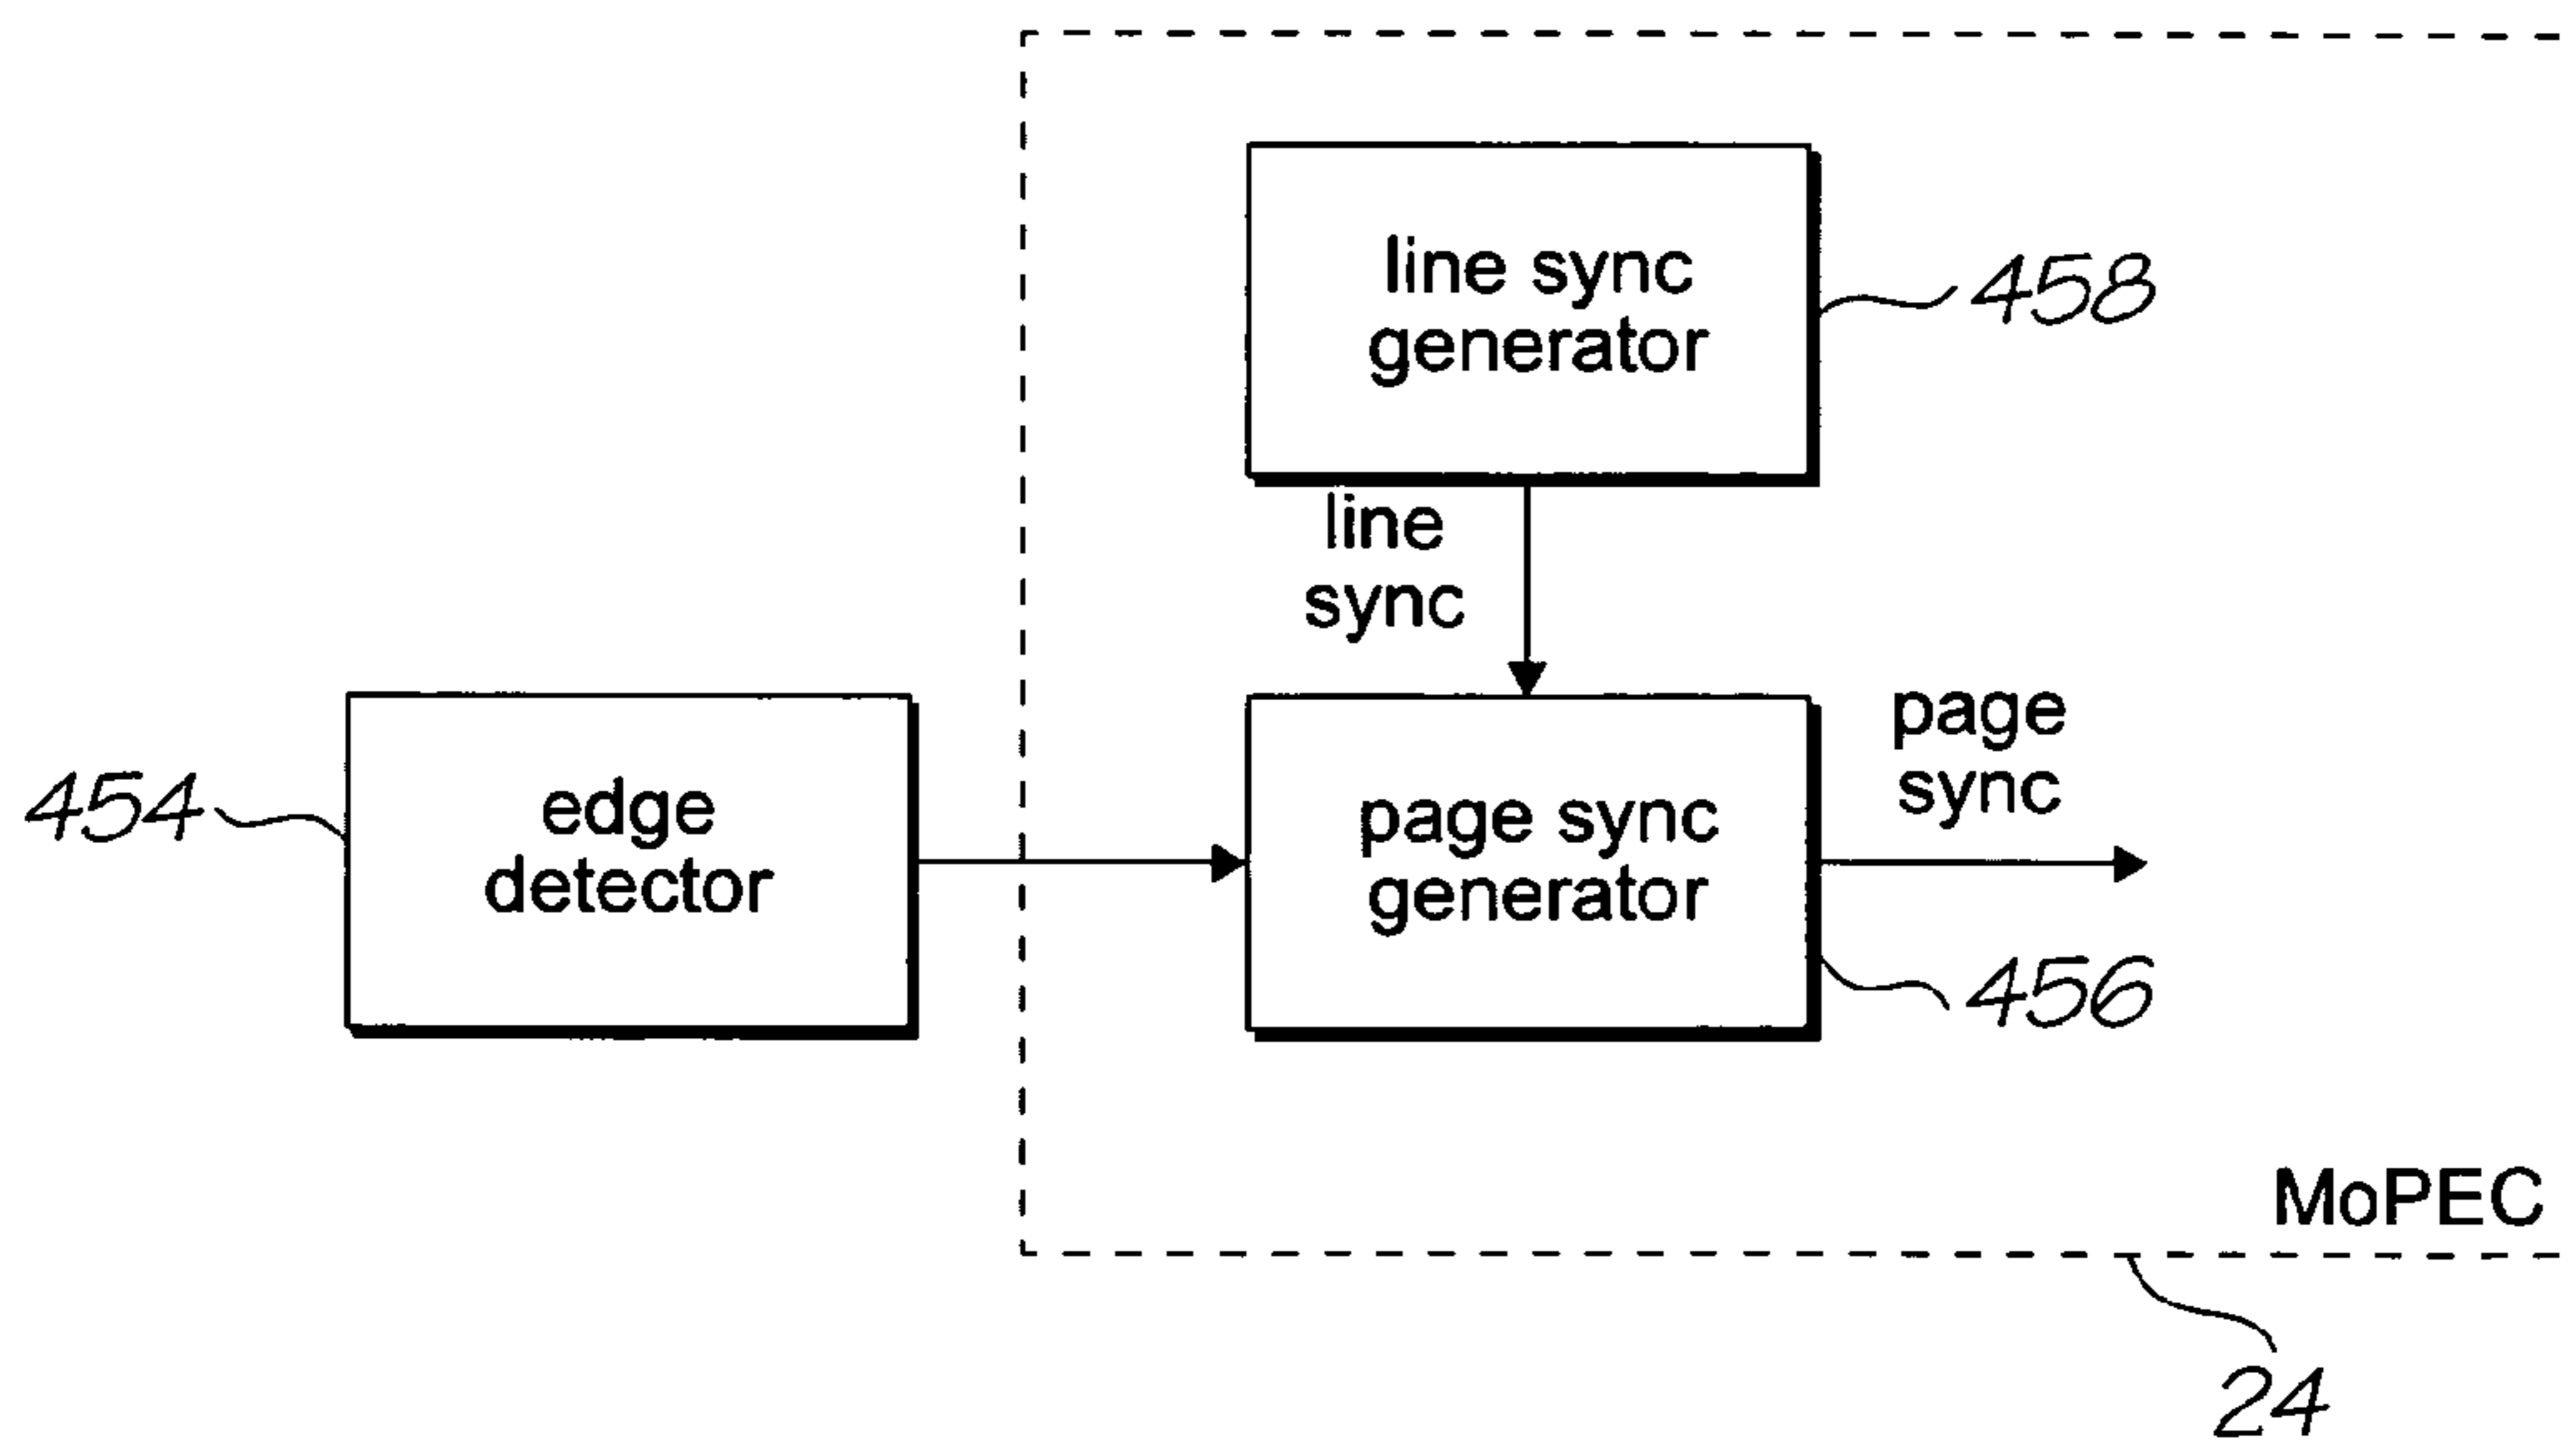 line sync
generator
458
line
sync
454
edge
detector
page sync
generator
page
sync
456
MoPEC
24